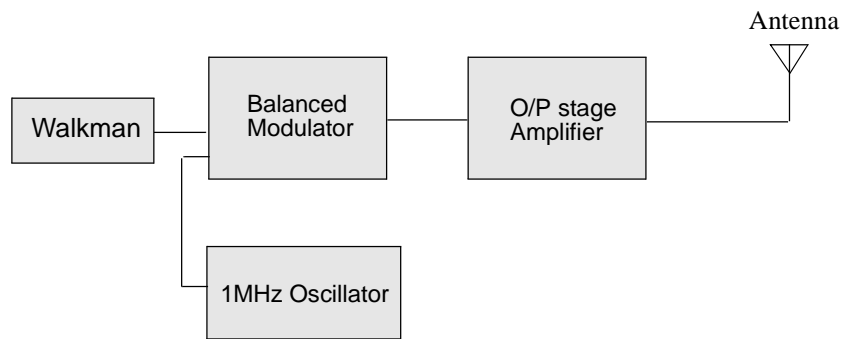 Antenna
Walkman
Balanced
Modulator
O/P stage
Amplifier
1MHz Oscillator